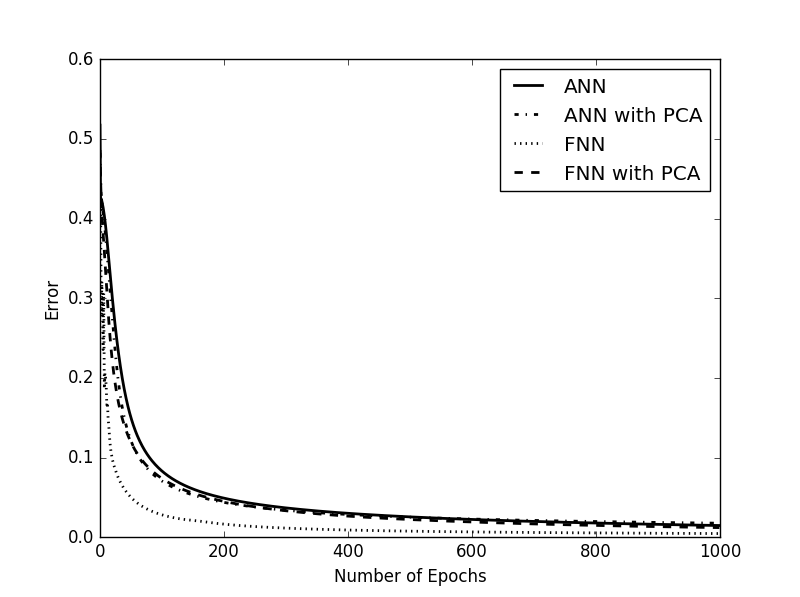 0.6
0.5
0.4
0.3
0.2
0.1
0.0
Error
ANN
ANN with PCA
FNN
FNN with PCA
0 200 400 600 800 1000
Number of Epochs